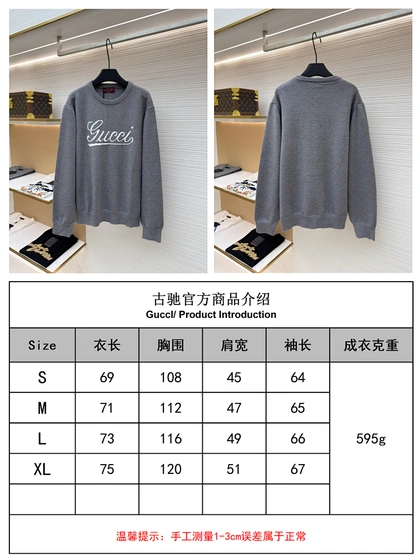 Gucci
古驰官方商品介绍
GuccI/ Product Introduction
Size 衣长 胸围 肩宽 袖长 成衣克重
S 69 108 45 64
M 71 112 47 65
L 73 116 49 66
XL 75 120 51 67
595g
温馨提示：手工测量1-3cm误差属于正常